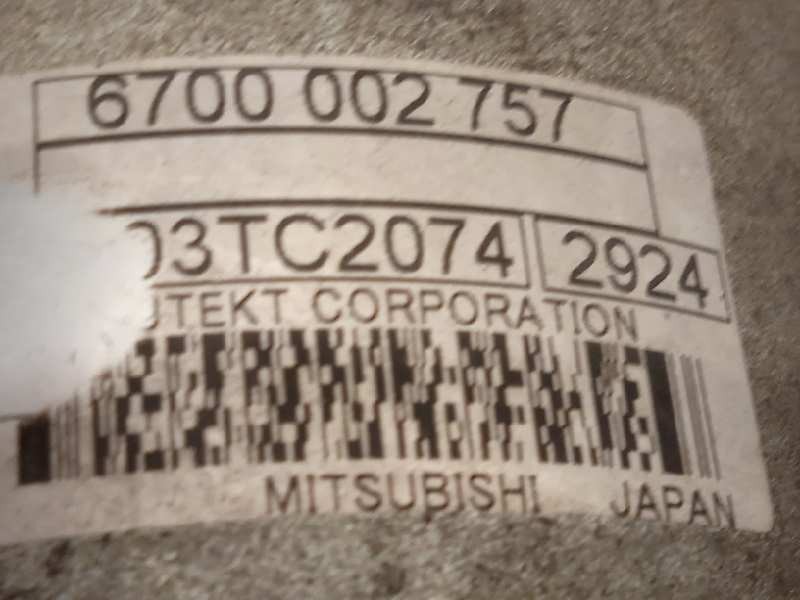 6700 002 757
03TC2074 2924
JTEKT CORPORATION
MITSUBISHI JAPAN